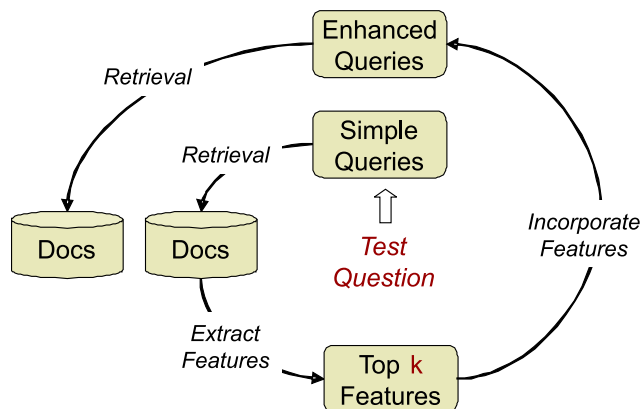 Enhanced
Queries
Retrieval
Simple
Queries
Retrieval
Docs
Docs
Test
Question
Incorporate
Features
Extract
Features
Top k
Features